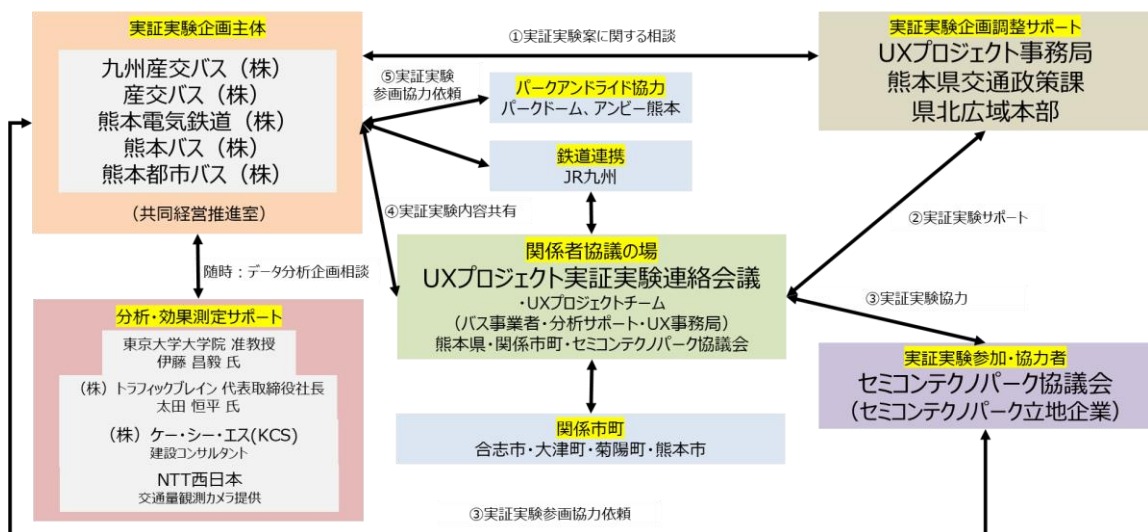 実証実験企画主体
九州産交バス（株）
産交バス（株）
熊本電気鉄道（株）
熊本バス（株）
熊本都市バス（株）
（共同経営推進室）
①実証実験案に関する相談
⑤実証実験
参画協力依頼
パークアンドライド協力
パークドーム、アンビー熊本
鉄道連携
JR九州
④実証実験内容共有
実証実験企画調整サポート
UXプロジェクト事務局
熊本県交通政策課
県北広域本部
②実証実験サポート
随時：データ分析企画相談
関係者協議の場
UXプロジェクト実証実験連絡会議
・UXプロジェクトチーム
（バス事業者・分析サポート・UX事務局）
熊本県・関係市町・セミコンテクノパーク協議会
③実証実験協力
分析・効果測定サポート
東京大学大学院 准教授
伊藤 昌毅 氏
（株）トラフィックブレイン 代表取締役社長
太田 恒平 氏
（株）ケー・シー・エス(KCS)
建設コンサルタント
NTT西日本
交通量観測カメラ提供
関係市町
合志市・大津町・菊陽町・熊本市
実証実験参加・協力者
セミコンテクノパーク協議会
（セミコンテクノパーク立地企業）
③実証実験参画協力依頼